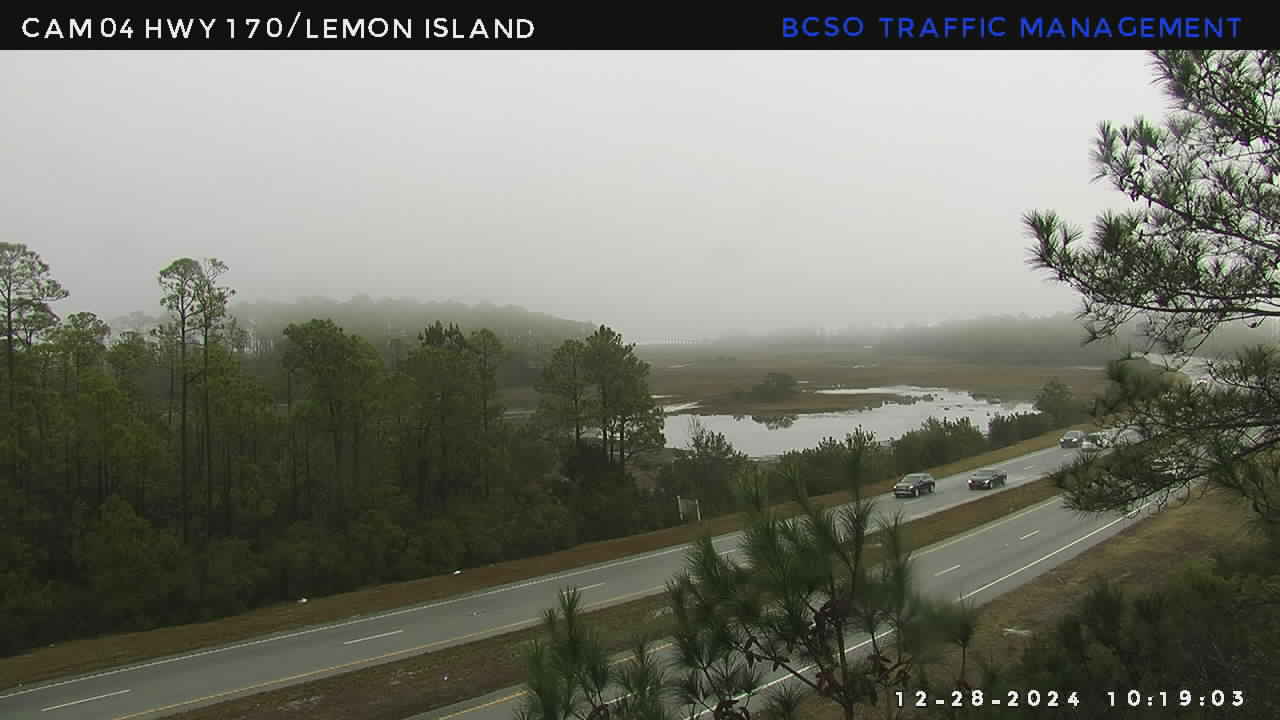 CAM04 HWY 170/LEMON ISLAND
BCSO TRAFFIC MANAGEMENT
12-28-2024 10:19:03